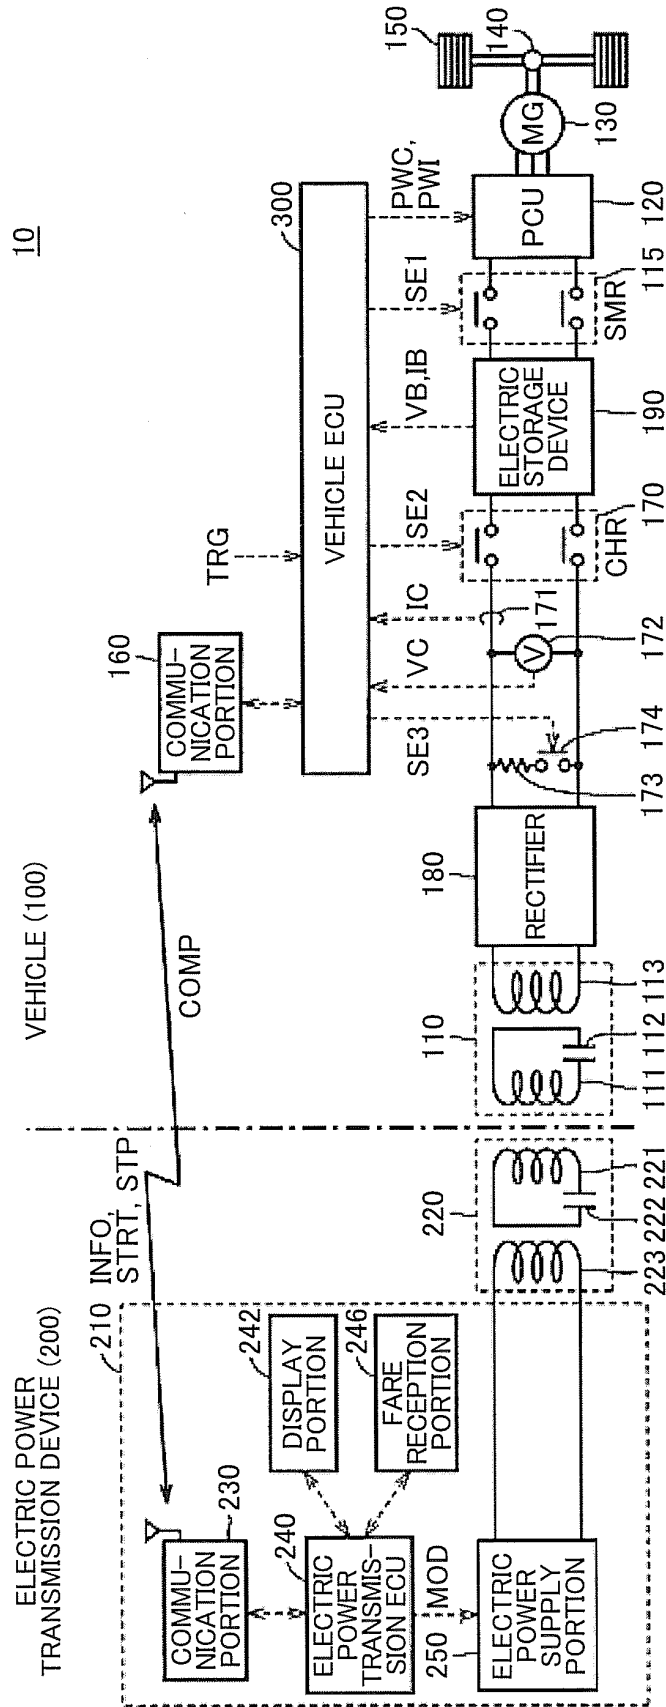 10
VEHICLE (100)
ELECTRIC POWER
TRANSMISSION DEVICE (200)
210
INFO,
STRT, STP
COMP
COMMU-
NICATION
PORTION
230
242
DISPLAY
PORTION
246
FARE
RECEPTION
PORTION
240
ELECTRIC
POWER
TRANSMIS-
SION ECU
MOD
250
ELECTRIC
POWER
SUPPLY
PORTION
220
223
222
221
110
111
112
113
180
RECTIFIER
173
174
172
171
V
160
COMMU-
NICATION
PORTION
TRG
300
VEHICLE ECU
SE3
VC
IC
SE2
VB,IB
SE1
PWC,
PWI
CHR
170
ELECTRIC
STORAGE
DEVICE
190
SMR
115
PCU
120
MG
130
140
150